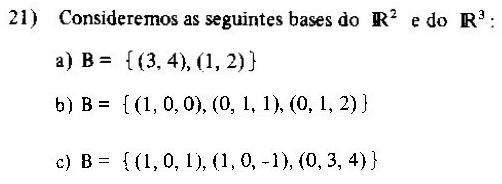 21) Consideremos as seguintes bases do ℝ² e do ℝ³:
a) B = {(3, 4), (1, 2)}
b) B = {(1, 0, 0), (0, 1, 1), (0, 1, 2)}
c) B = {(1, 0, 1), (1, 0, -1), (0, 3, 4)}